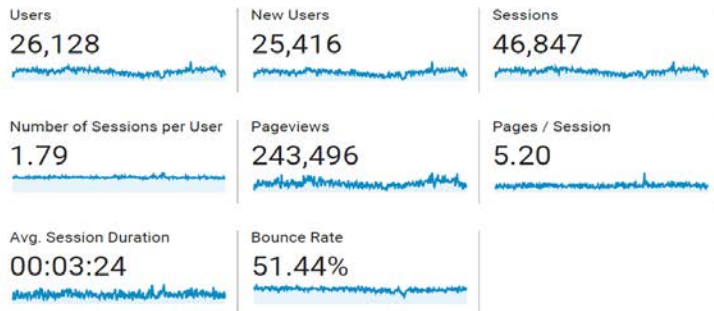 Users
26,128
New Users
25,416
Sessions
46,847
Number of Sessions per User
1.79
Pageviews
243,496
Pages / Session
5.20
Avg. Session Duration
00:03:24
Bounce Rate
51.44%